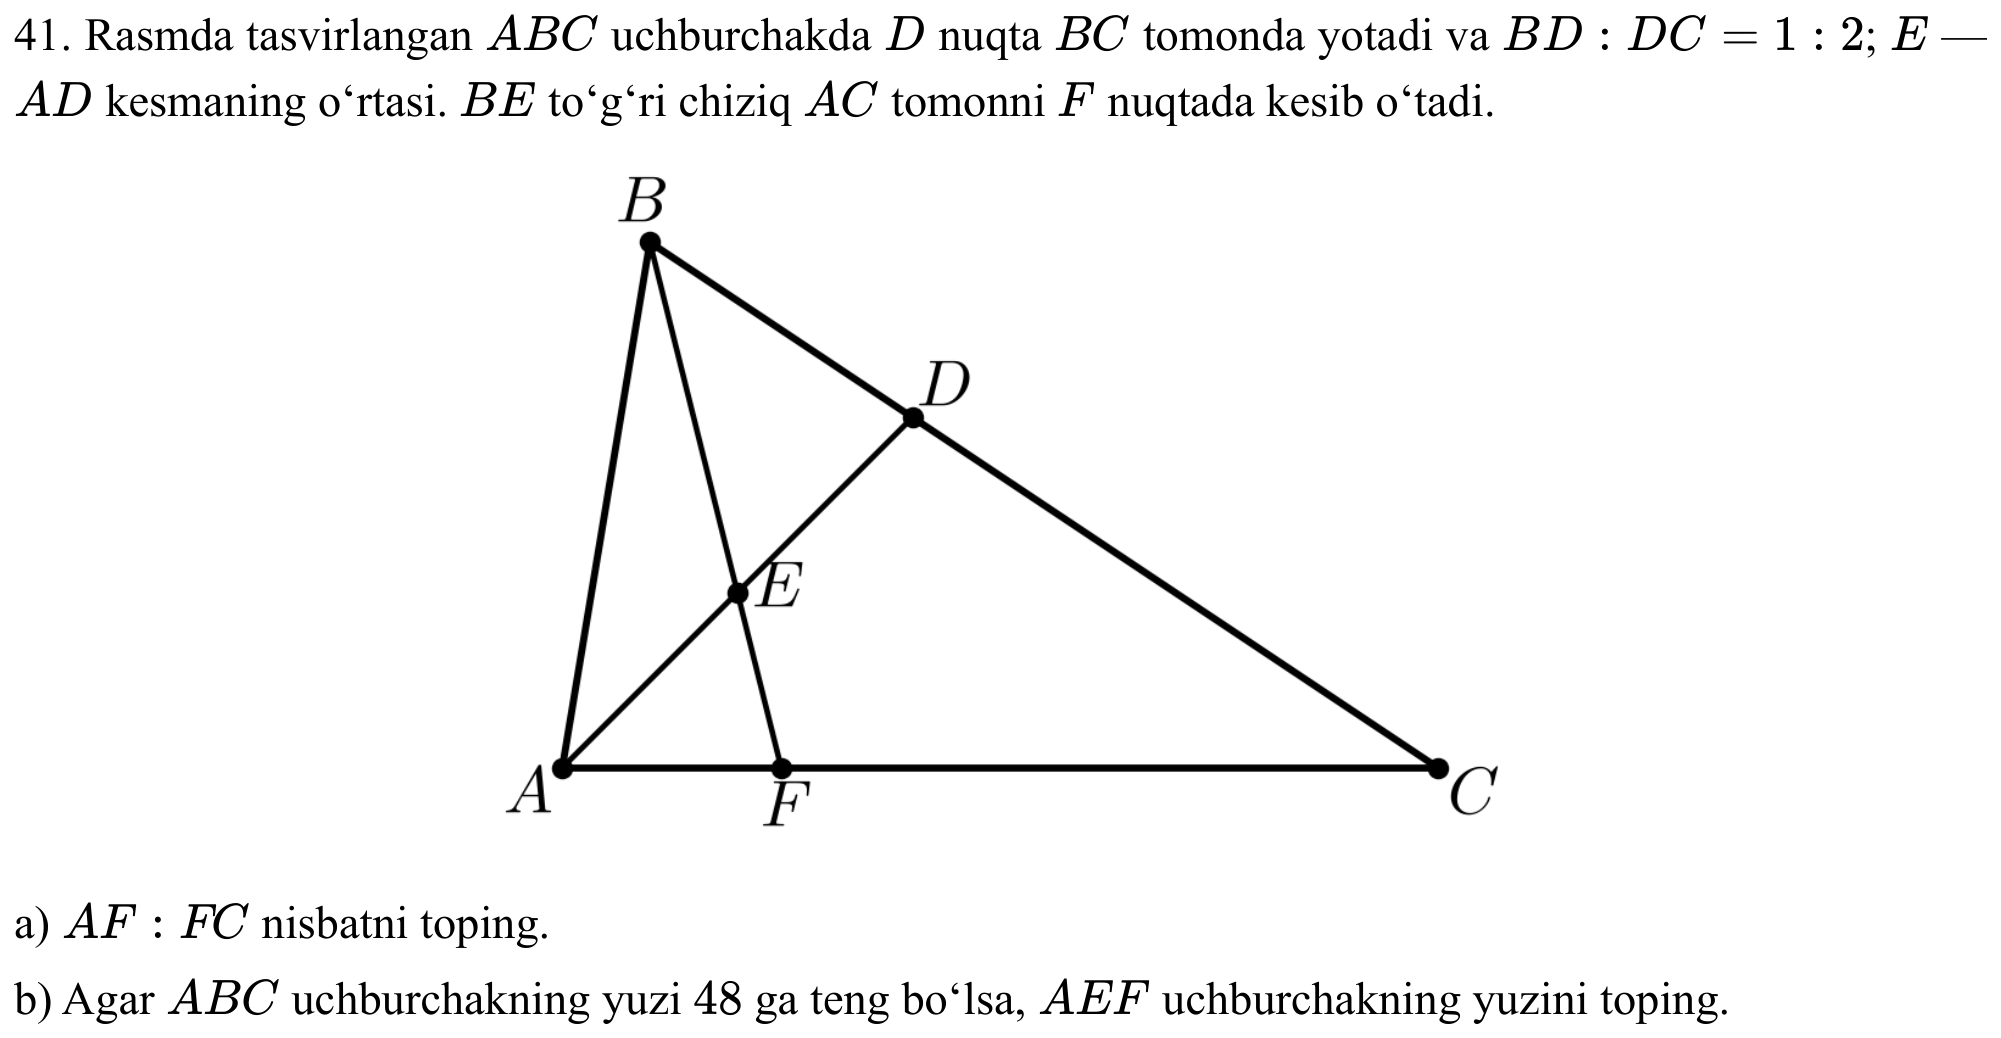 41. Rasmda tasvirlangan ABC uchburchakda D nuqta BC tomonda yotadi va BD : DC = 1 : 2; E —
AD kesmaning o‘rtasi. BE to‘g‘ri chiziq AC tomonni F nuqtada kesib o‘tadi.
B
D
E
A
F
C
a) AF : FC nisbatni toping.
b) Agar ABC uchburchakning yuzi 48 ga teng bo‘lsa, AEF uchburchakning yuzini toping.